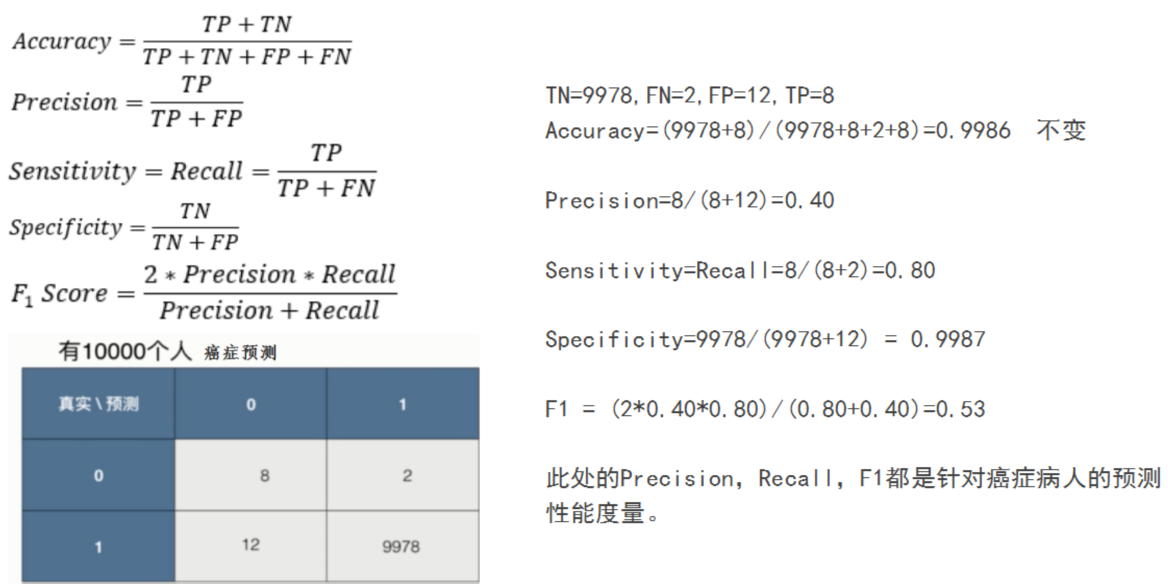 Accuracy = \frac{TP + TN}{TP + TN + FP + FN}
Precision = \frac{TP}{TP + FP}
Sensitivity = Recall = \frac{TP}{TP + FN}
Specificity = \frac{TN}{TN + FP}
F_1 Score = \frac{2 * Precision * Recall}{Precision + Recall}
有10000个人 癌症预测
真实\预测 0 1
0 8 2
1 12 9978
TN=9978,FN=2,FP=12,TP=8
Accuracy=(9978+8)/(9978+8+2+8)=0.9986 不变
Precision=8/(8+12)=0.40
Sensitivity=Recall=8/(8+2)=0.80
Specificity=9978/(9978+12) = 0.9987
F1 = (2*0.40*0.80)/(0.80+0.40)=0.53
此处的Precision，Recall，F1都是针对癌症病人的预测
性能度量。